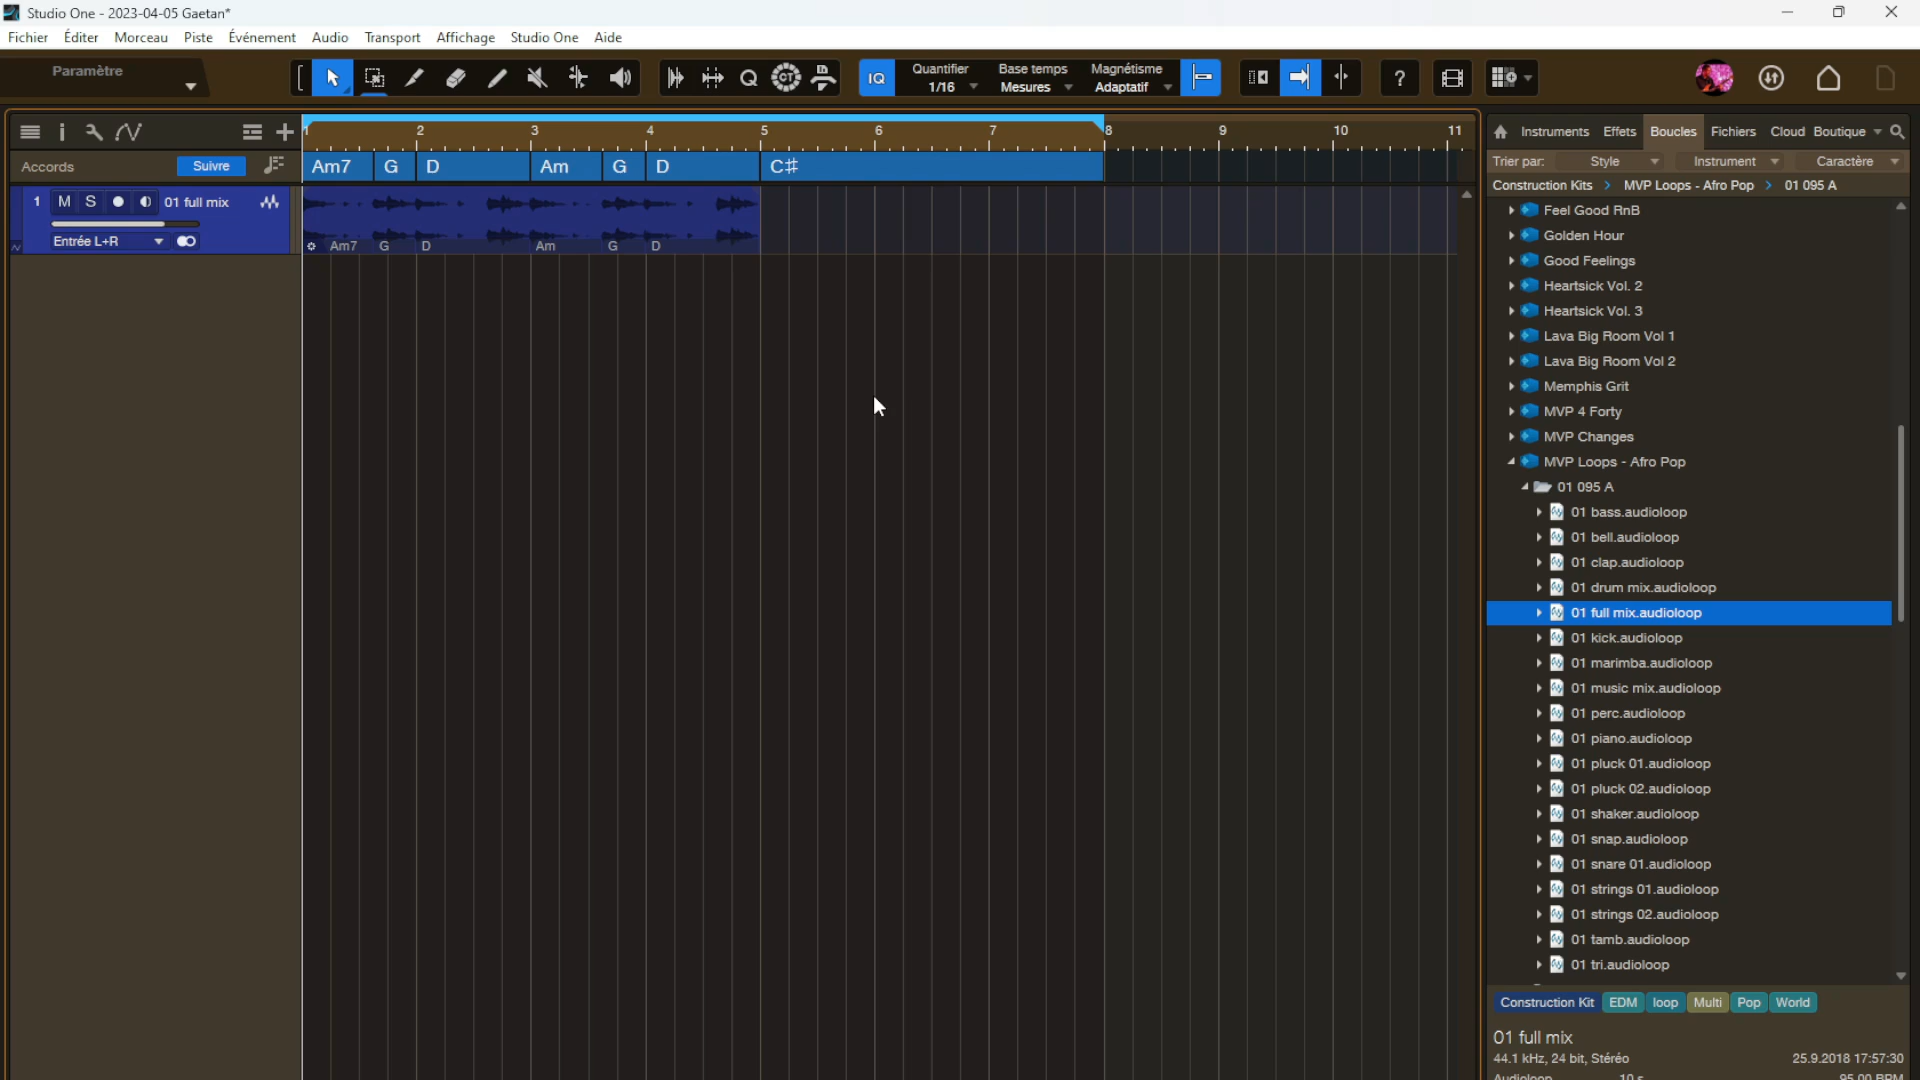 Studio One - 2023-04-05 Gaetan*
Fichier Éditer Morceau Piste Événement Audio Transport Affichage Studio One Aide
Paramètre
IQ Quantifier 1/16 Base temps Mesures Magnétisme Adaptatif ?
1 2 3 4 5 6 7 8 9 10 11
Accords Suivre Am7 G D Am G D C♯
1 M S 01 full mix
Entrée L+R
Am7 G D Am G D
Instruments Effets Boucles Fichiers Cloud Boutique
Trier par: Style Instrument Caractère
Construction Kits MVP Loops - Afro Pop 01 095 A
Feel Good RnB
Golden Hour
Good Feelings
Heartsick Vol. 2
Heartsick Vol. 3
Lava Big Room Vol 1
Lava Big Room Vol 2
Memphis Grit
MVP 4 Forty
MVP Changes
MVP Loops - Afro Pop
01 095 A
01 bass.audioloop
01 bell.audioloop
01 clap.audioloop
01 drum mix.audioloop
01 full mix.audioloop
01 kick.audioloop
01 marimba.audioloop
01 music mix.audioloop
01 perc.audioloop
01 piano.audioloop
01 pluck 01.audioloop
01 pluck 02.audioloop
01 shaker.audioloop
01 snap.audioloop
01 snare 01.audioloop
01 strings 01.audioloop
01 strings 02.audioloop
01 tamb.audioloop
01 tri.audioloop
Construction Kit EDM loop Multi Pop World
01 full mix
44.1 kHz, 24 bit, Stéréo 25.9.2018 17:57:30
Audioloop 10 s 95.00 BPM